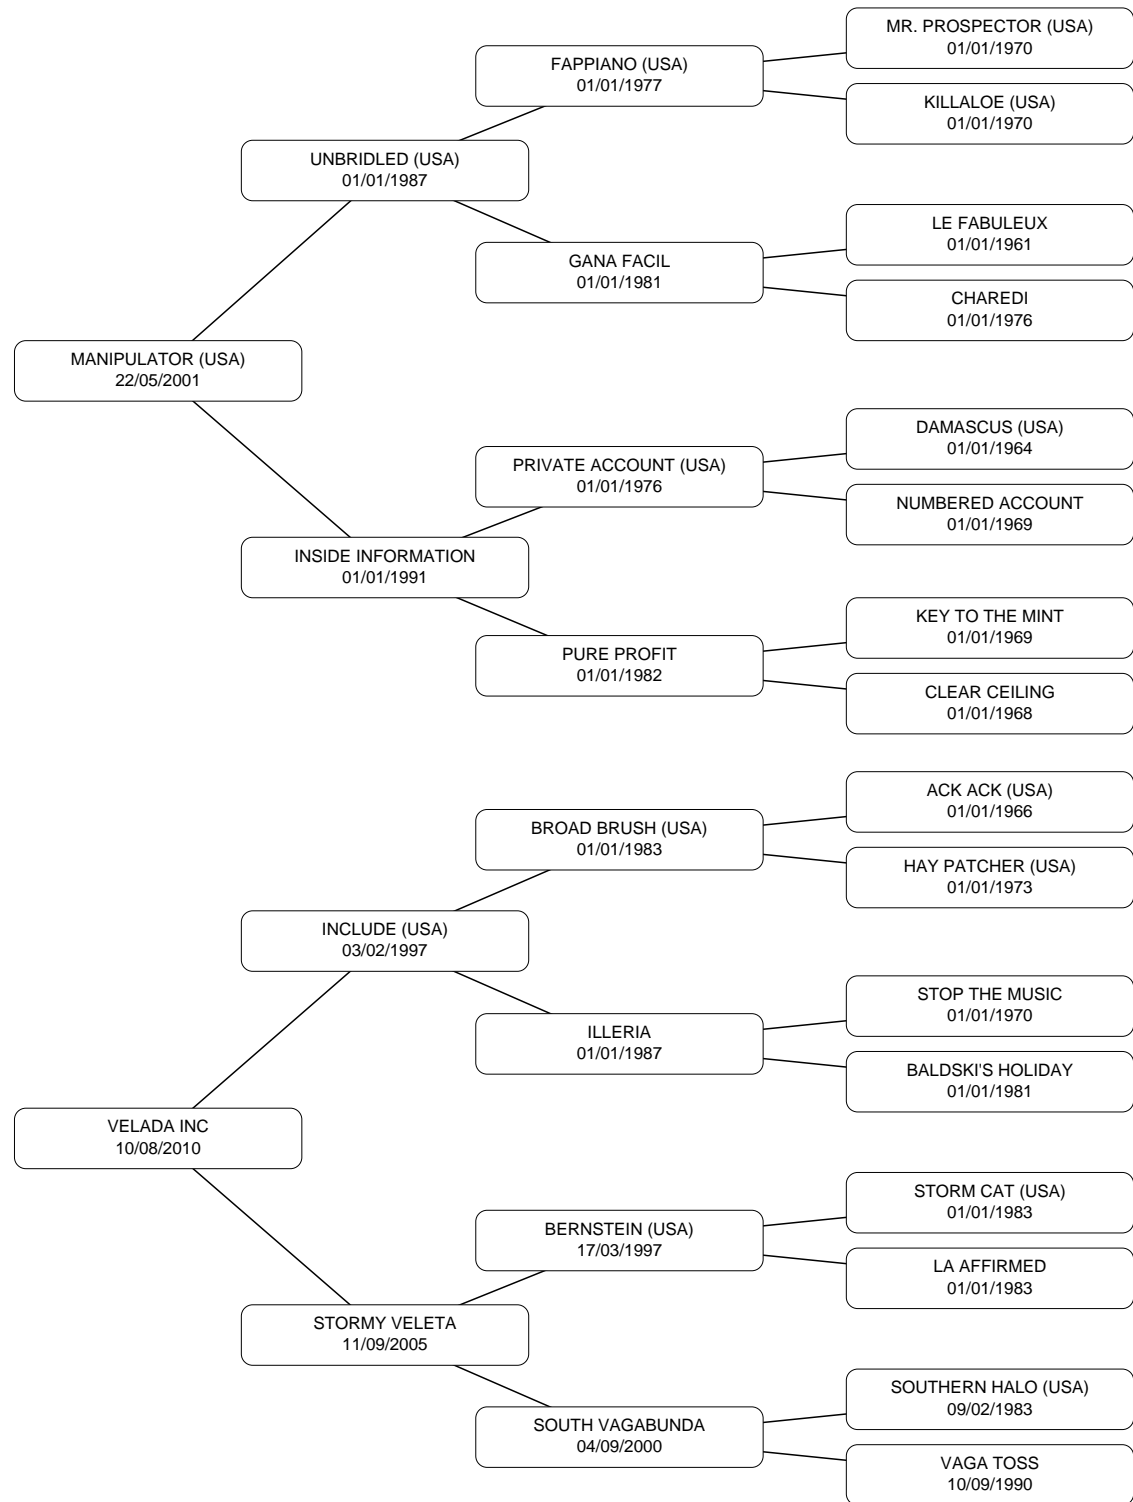 MR. PROSPECTOR (USA)
01/01/1970
FAPPIANO (USA)
01/01/1977
KILLALOE (USA)
01/01/1970
UNBRIDLED (USA)
01/01/1987
LE FABULEUX
01/01/1961
GANA FACIL
01/01/1981
CHAREDI
01/01/1976
MANIPULATOR (USA)
22/05/2001
DAMASCUS (USA)
01/01/1964
PRIVATE ACCOUNT (USA)
01/01/1976
NUMBERED ACCOUNT
01/01/1969
INSIDE INFORMATION
01/01/1991
KEY TO THE MINT
01/01/1969
PURE PROFIT
01/01/1982
CLEAR CEILING
01/01/1968
ACK ACK (USA)
01/01/1966
BROAD BRUSH (USA)
01/01/1983
HAY PATCHER (USA)
01/01/1973
INCLUDE (USA)
03/02/1997
STOP THE MUSIC
01/01/1970
ILLERIA
01/01/1987
BALDSKI'S HOLIDAY
01/01/1981
VELADA INC
10/08/2010
STORM CAT (USA)
01/01/1983
BERNSTEIN (USA)
17/03/1997
LA AFFIRMED
01/01/1983
STORMY VELETA
11/09/2005
SOUTHERN HALO (USA)
09/02/1983
SOUTH VAGABUNDA
04/09/2000
VAGA TOSS
10/09/1990